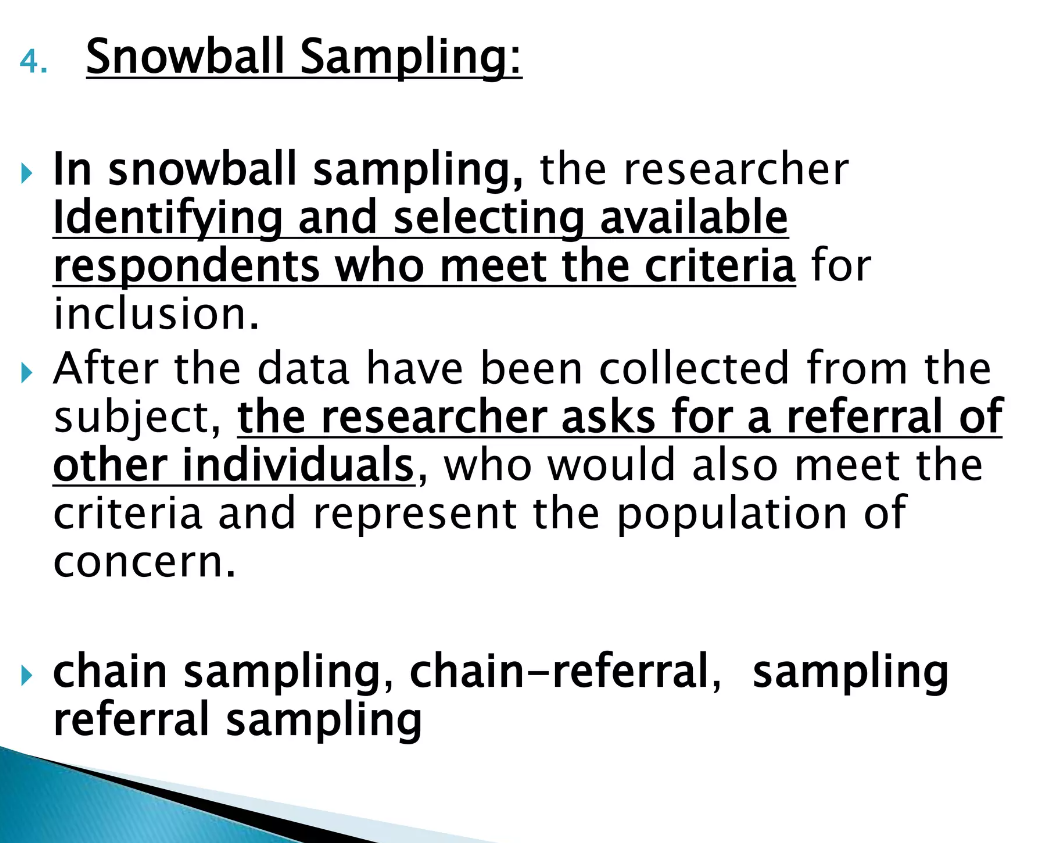 4. Snowball Sampling:
In snowball sampling, the researcher
Identifying and selecting available
respondents who meet the criteria for
inclusion.
After the data have been collected from the
subject, the researcher asks for a referral of
other individuals, who would also meet the
criteria and represent the population of
concern.
chain sampling, chain-referral, sampling
referral sampling